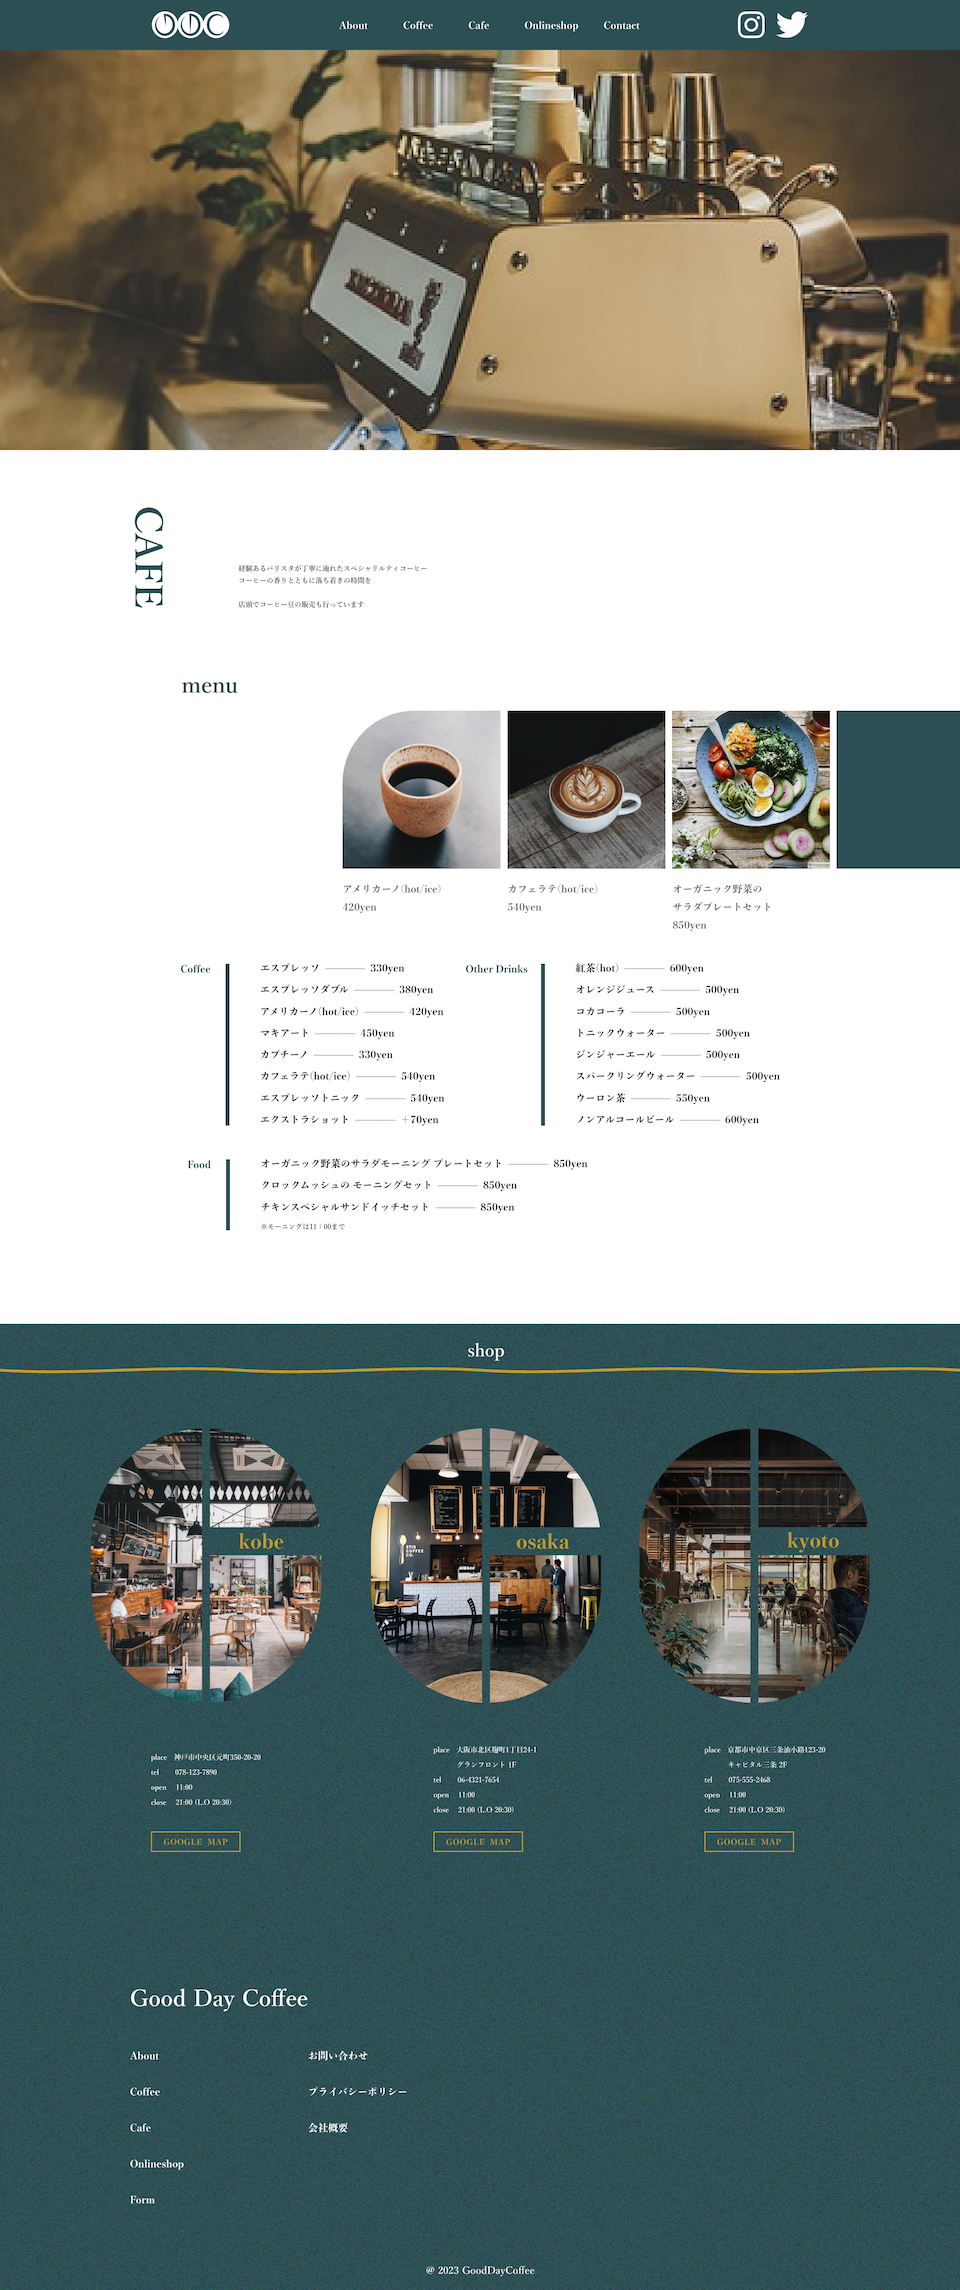 GDC
About Coffee Cafe Onlineshop Contact
CAFE
経験あるバリスタが丁寧に淹れたスペシャリルティコーヒー
コーヒーの香りとともに落ち着きの時間を
店頭でコーヒー豆の販売も行っています
menu
アメリカーノ(hot/ice)
420yen
カフェラテ(hot/ice)
540yen
オーガニック野菜の
サラダプレートセット
850yen
Coffee
エスプレッソ 330yen
エスプレッソダブル 380yen
アメリカーノ(hot/ice) 420yen
マキアート 450yen
カプチーノ 330yen
カフェラテ(hot/ice) 540yen
エスプレッソトニック 540yen
エクストラショット +70yen
Other Drinks
紅茶(hot) 600yen
オレンジジュース 500yen
コカコーラ 500yen
トニックウォーター 500yen
ジンジャーエール 500yen
スパークリングウォーター 500yen
ウーロン茶 550yen
ノンアルコールビール 600yen
Food
オーガニック野菜のサラダモーニング プレートセット 850yen
クロックムッシュの モーニングセット 850yen
チキンスペシャルサンドイッチセット 850yen
※モーニングは11：00まで
shop
kobe
osaka
kyoto
place 神戸市中央区元町350-20-20
tel 078-123-7890
open 11:00
close 21:00 (L.O 20:30)
GOOGLE MAP
place 大阪市北区麹町1丁目24-1
グランフロント 1F
tel 06-4321-7654
open 11:00
close 21:00 (L.O 20:30)
GOOGLE MAP
place 京都市中京区三条油小路123-20
キャピタル三条 2F
tel 075-555-2468
open 11:00
close 21:00 (L.O 20:30)
GOOGLE MAP
Good Day Coffee
About
Coffee
Cafe
Onlineshop
Form
お問い合わせ
プライバシーポリシー
会社概要
@ 2023 GoodDayCoffee